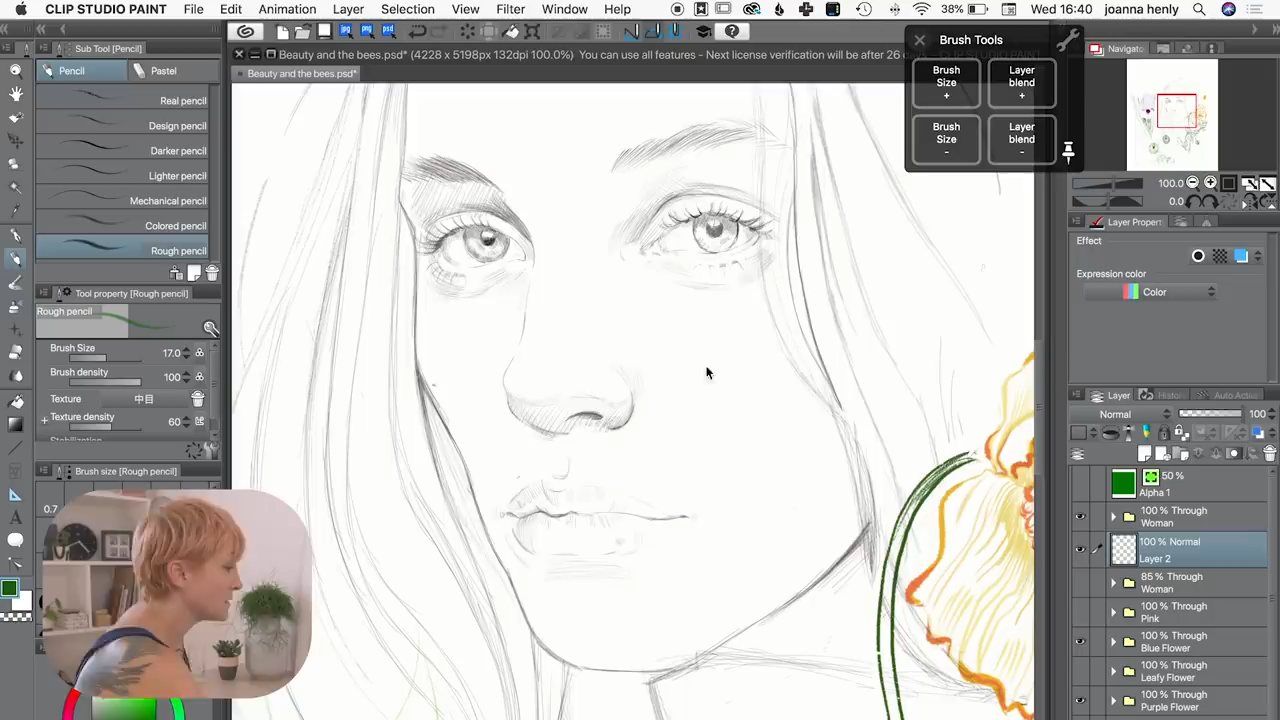 CLIP STUDIO PAINT File Edit Animation Layer Selection View Filter Window Help 38% Wed 16:40 joanna henly
Sub Tool [Pencil]
Pencil Pastel
Real pencil
Design pencil
Darker pencil
Lighter pencil
Mechanical pencil
Colored pencil
Rough pencil
Tool property [Rough pencil]
Rough pencil
Brush Size 17.0
Brush density 100
Texture
Texture density 60
Stabilization
Brush size [Rough pencil]
0.7
Beauty and the bees.psd* (4228 x 5198px 132dpi 100.0%) You can use all features - Next license verification will be after 26
Beauty and the bees.psd*
Brush Tools
Brush Size +
Layer blend +
Brush Size -
Layer blend -
Navigato
100.0
0.0
Layer Propert
Effect
Expression color
Color
Layer Histor Auto Actio
Normal 100
50 %
Alpha 1
100 % Through
Woman
100 % Normal
Layer 2
85 % Through
Woman
100 % Through
Pink
100 % Through
Blue Flower
100 % Through
Leafy Flower
100 % Through
Purple Flower